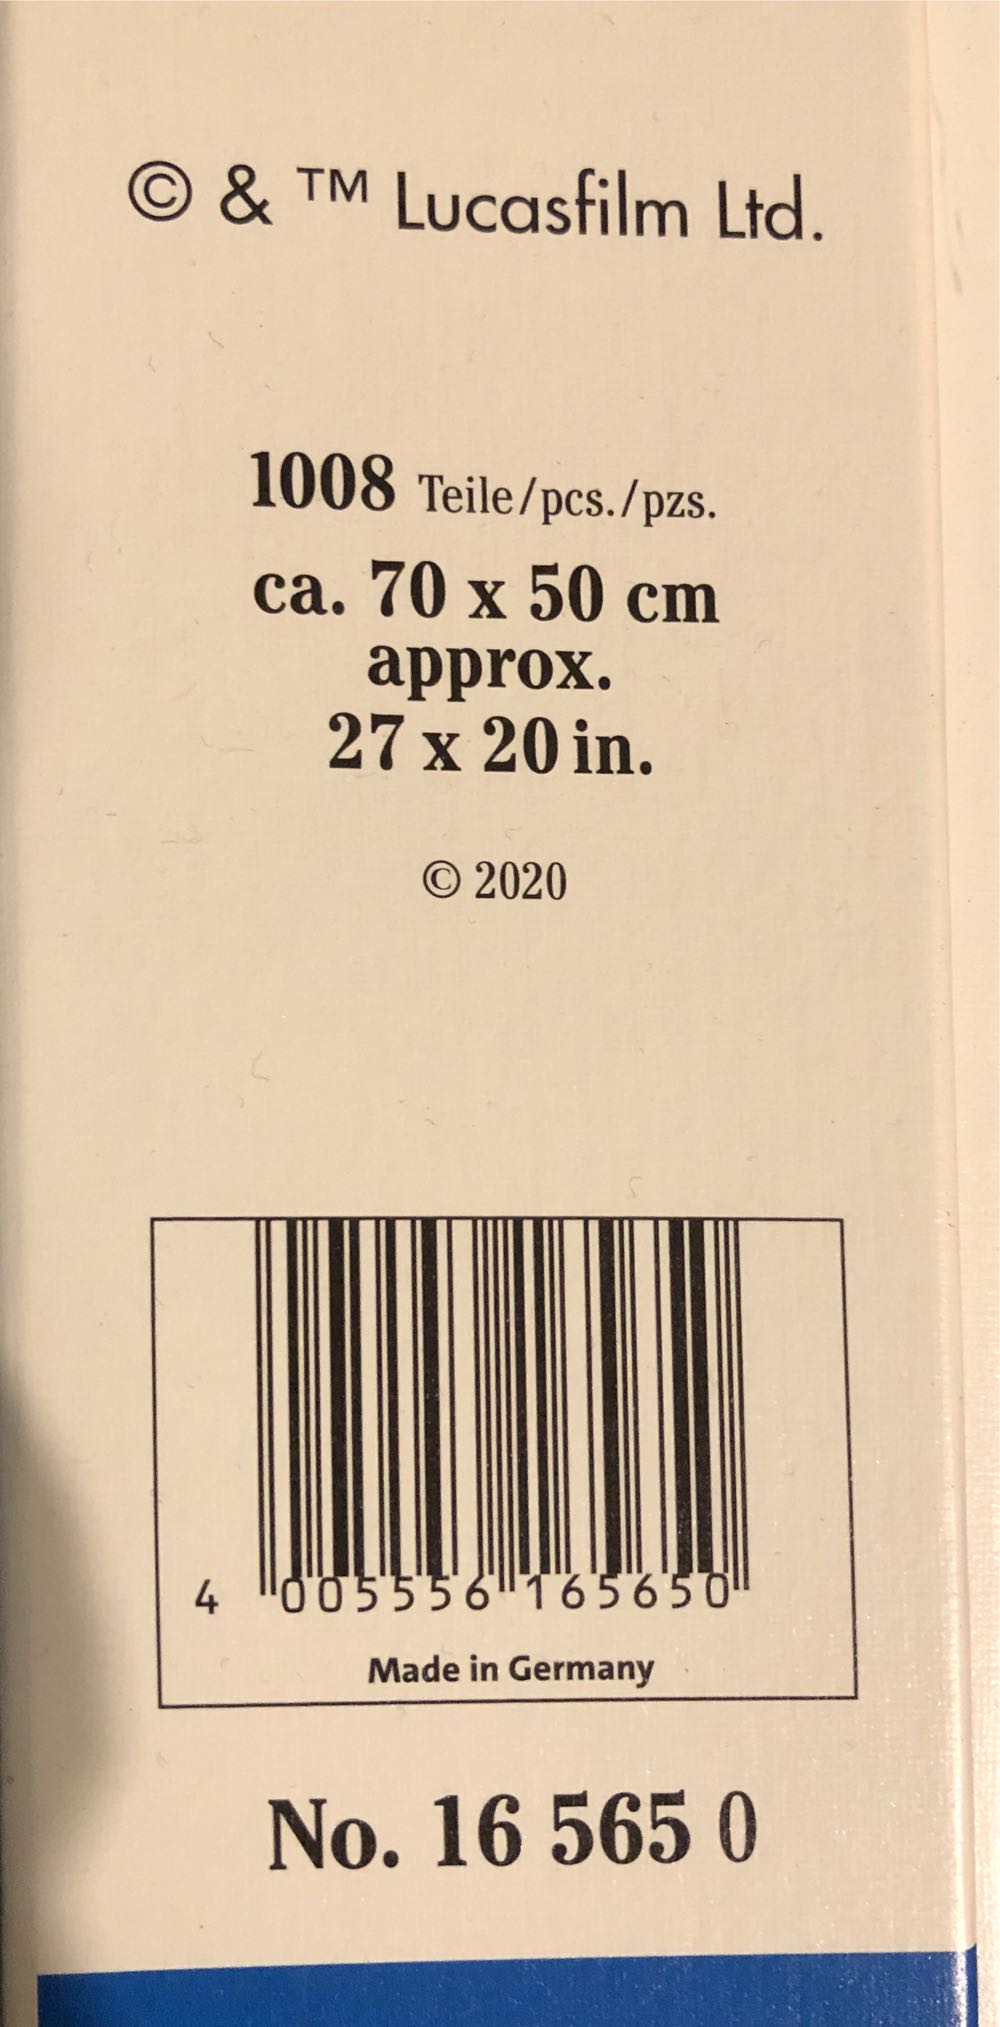 © & ™ Lucasfilm Ltd.
1008 Teile/pcs./pzs.
ca. 70 x 50 cm
approx.
27 x 20 in.
© 2020
4 005556 165650
Made in Germany
No. 16 565 0